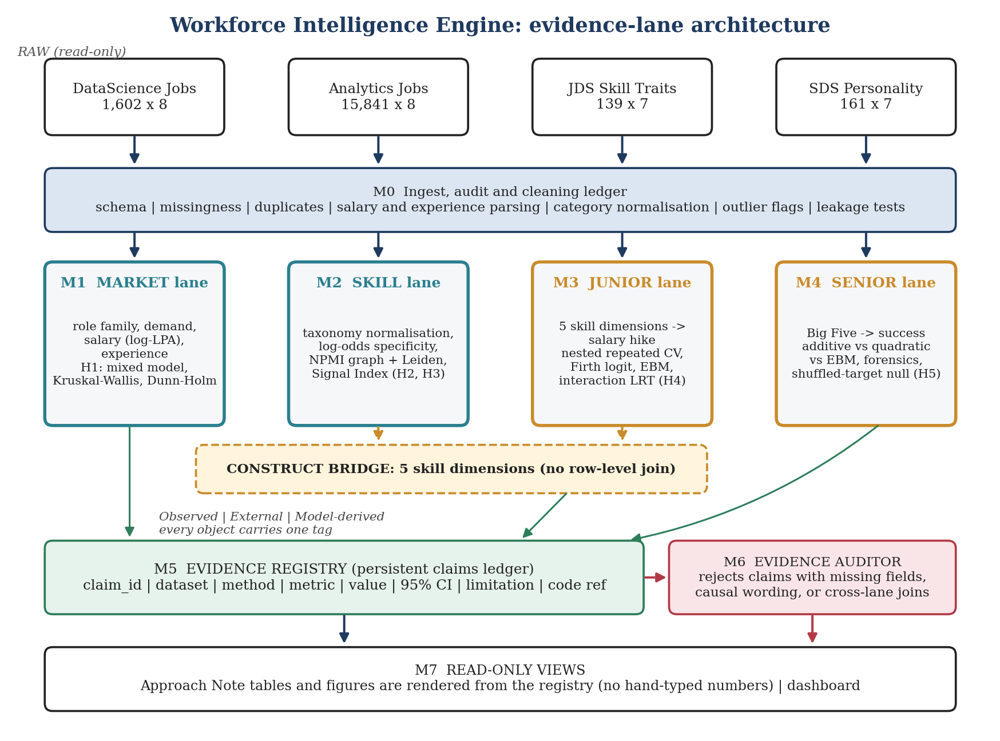 Workforce Intelligence Engine: evidence-lane architecture
RAW (read-only)
DataScience Jobs
1,602 x 8
Analytics Jobs
15,841 x 8
JDS Skill Traits
139 x 7
SDS Personality
161 x 7
M0  Ingest, audit and cleaning ledger
schema | missingness | duplicates | salary and experience parsing | category normalisation | outlier flags | leakage tests
M1  MARKET lane
role family, demand,
salary (log-LPA),
experience
H1: mixed model,
Kruskal-Wallis, Dunn-Holm
M2  SKILL lane
taxonomy normalisation,
log-odds specificity,
NPMI graph + Leiden,
Signal Index (H2, H3)
M3  JUNIOR lane
5 skill dimensions ->
salary hike
nested repeated CV,
Firth logit, EBM,
interaction LRT (H4)
M4  SENIOR lane
Big Five -> success
additive vs quadratic
vs EBM, forensics,
shuffled-target null (H5)
CONSTRUCT BRIDGE: 5 skill dimensions (no row-level join)
Observed | External | Model-derived
every object carries one tag
M5  EVIDENCE REGISTRY (persistent claims ledger)
claim_id | dataset | method | metric | value | 95% CI | limitation | code ref
M6  EVIDENCE AUDITOR
rejects claims with missing fields,
causal wording, or cross-lane joins
M7  READ-ONLY VIEWS
Approach Note tables and figures are rendered from the registry (no hand-typed numbers) | dashboard